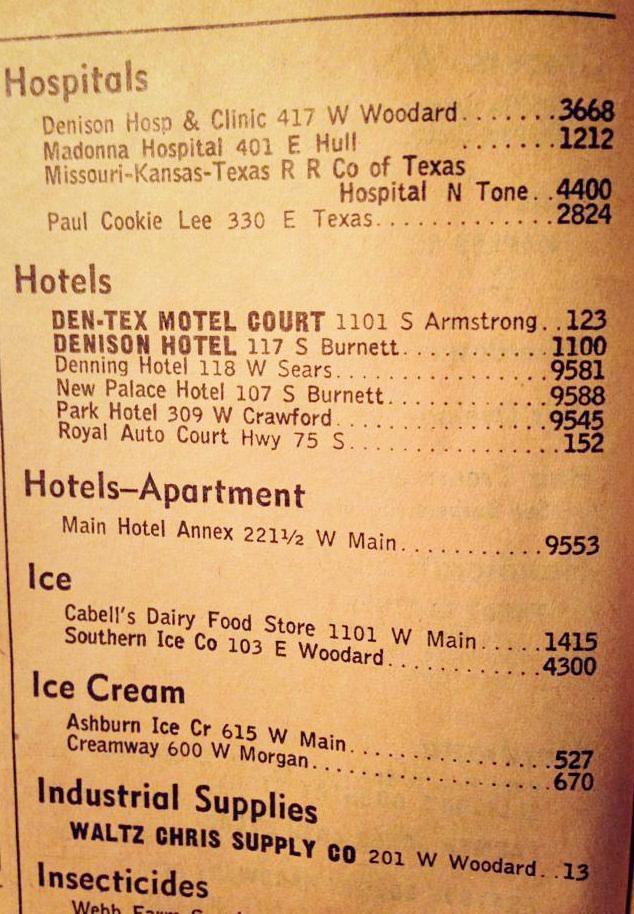 Hospitals
Denison Hosp & Clinic 417 W Woodard.......3668
Madonna Hospital 401 E Hull .......1212
Missouri-Kansas-Texas R R Co of Texas
Hospital N Tone..4400
Paul Cookie Lee 330 E Texas.............2824
Hotels
DEN-TEX MOTEL COURT 1101 S Armstrong..123
DENISON HOTEL 117 S Burnett...........1100
Denning Hotel 118 W Sears................9581
New Palace Hotel 107 S Burnett............9588
Park Hotel 309 W Crawford................9545
Royal Auto Court Hwy 75 S................152
Hotels—Apartment
Main Hotel Annex 221½ W Main...........9553
Ice
Cabell's Dairy Food Store 1101 W Main.....1415
Southern Ice Co 103 E Woodard............4300
Ice Cream
Ashburn Ice Cr 615 W Main................527
Creamway 600 W Morgan..................670
Industrial Supplies
WALTZ CHRIS SUPPLY CO 201 W Woodard..13
Insecticides
Webb Farm